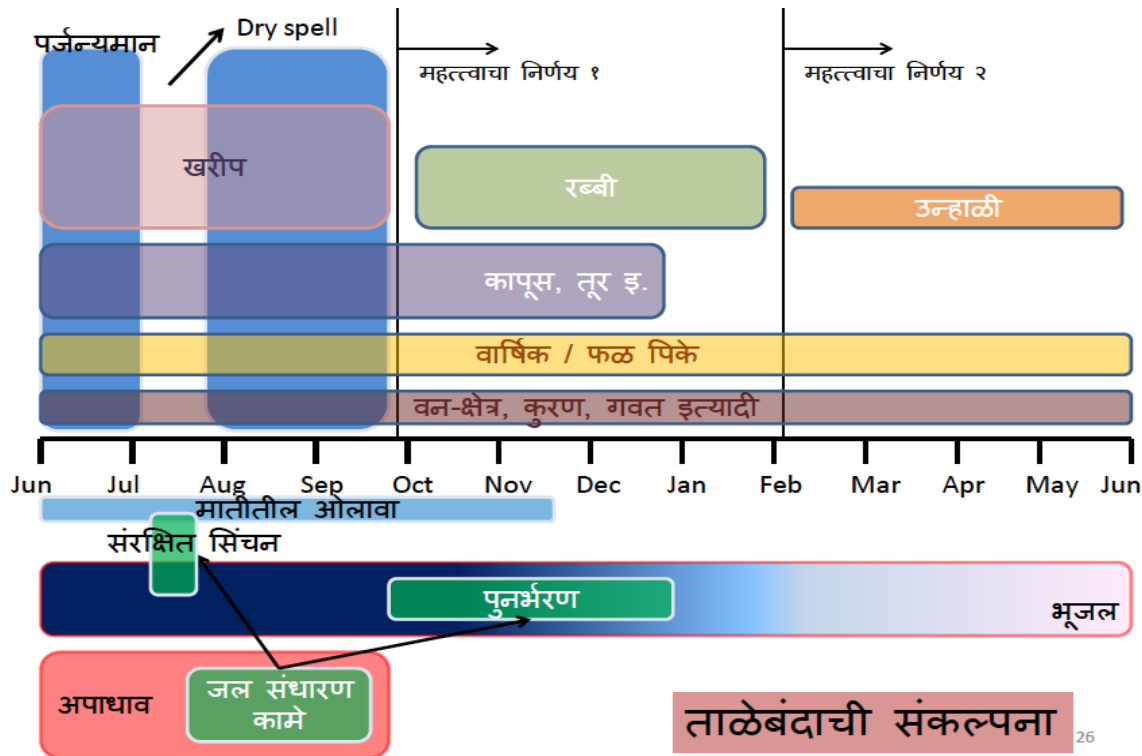 पर्जन्यमान
Dry spell
महत्त्वाचा निर्णय १
महत्त्वाचा निर्णय २
खरीप
रब्बी
उन्हाळी
कापूस, तूर इ.
वार्षिक / फळ पिके
वन-क्षेत्र, कुरण, गवत इत्यादी
Jun Jul Aug Sep Oct Nov Dec Jan Feb Mar Apr May Jun
मातीतील ओलावा
संरक्षित सिंचन
पुनर्भरण
भूजल
अपाधाव
जल संधारण
कामे
ताळेबंदाची संकल्पना
26